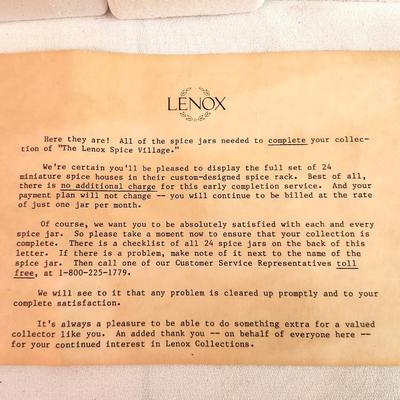 LENOX
Here they are! All of the spice jars needed to complete your collec-
tion of "The Lenox Spice Village."
We're certain you'll be pleased to display the full set of 24
miniature spice houses in their custom-designed spice rack. Best of all,
there is no additional charge for this early completion service. And your
payment plan will not change -- you will continue to be billed at the rate
of just one jar per month.
Of course, we want you to be absolutely satisfied with each and every
spice jar. So please take a moment now to ensure that your collection is
complete. There is a checklist of all 24 spice jars on the back of this
letter. If there is a problem, make note of it next to the name of the
spice jar. Then call one of our Customer Service Representatives toll
free, at 1-800-225-1779.
We will see to it that any problem is cleared up promptly and to your
complete satisfaction.
It's always a pleasure to be able to do something extra for a valued
collector like you. An added thank you -- on behalf of everyone here --
for your continued interest in Lenox Collections.